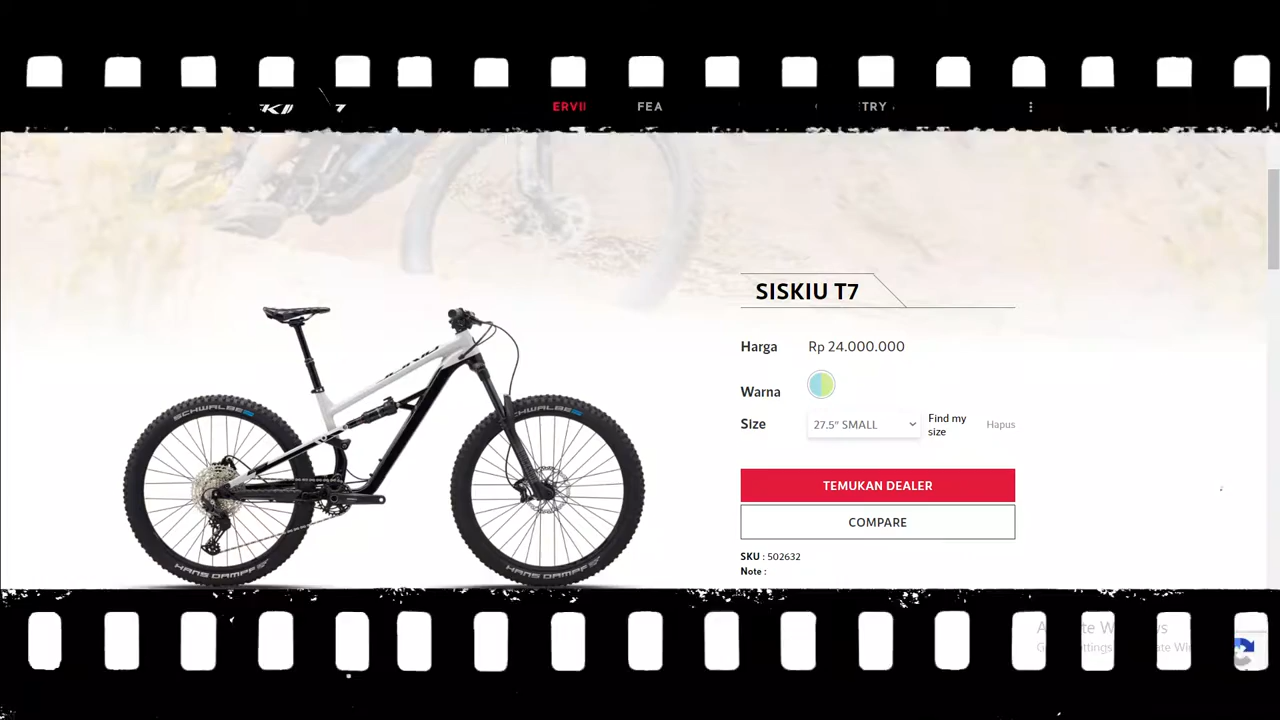 ERVI
FEA
TRY
SISKIU T7
Harga Rp 24.000.000
Warna
Size 27.5" SMALL Find my size Hapus
TEMUKAN DEALER
COMPARE
SKU : 502632
Note :
SCHWALBE
SCHWALBE
HANS DAMPF
HANS DAMPF